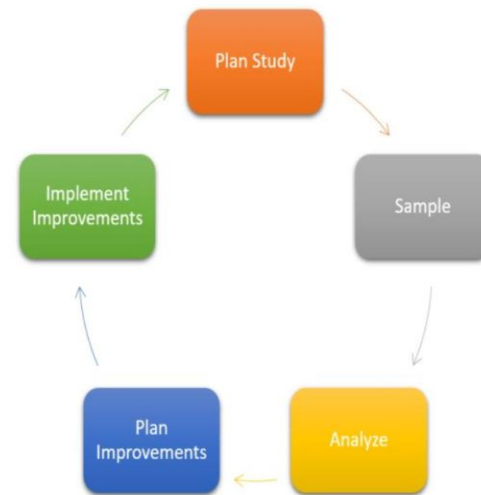 Plan Study
Sample
Analyze
Plan
Improvements
Implement
Improvements